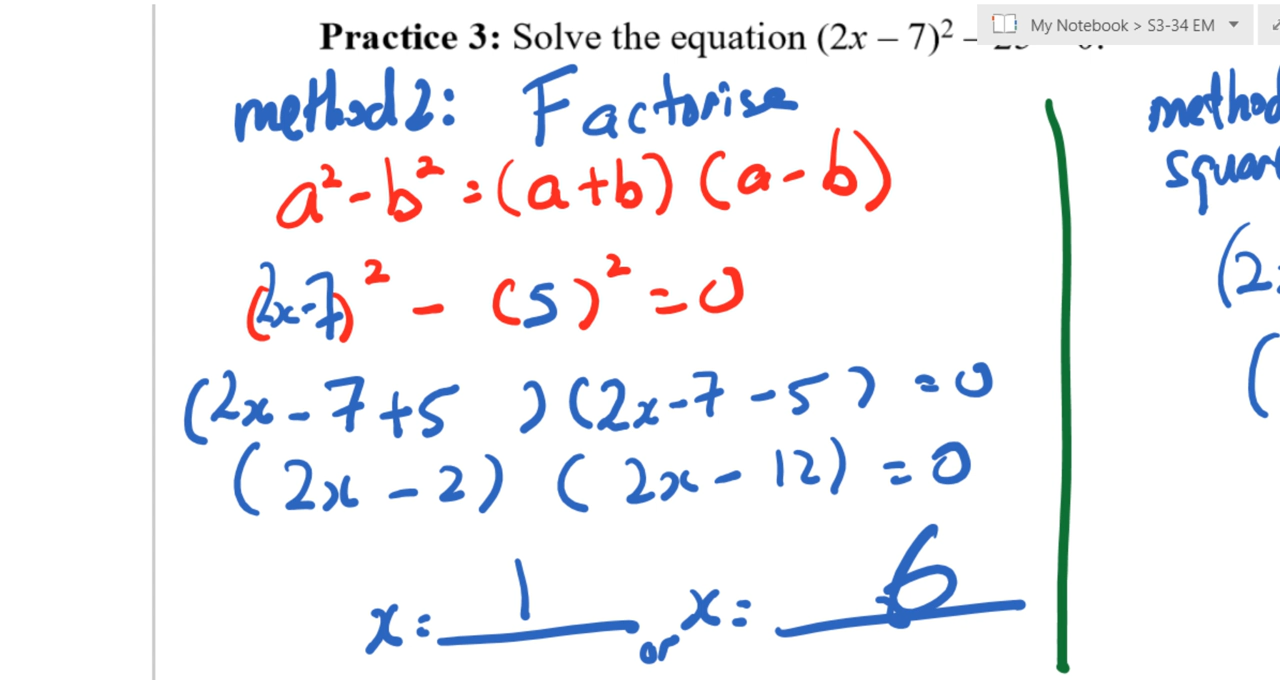 Practice 3: Solve the equation (2x – 7)² –
My Notebook > S3-34 EM
method 2: Factorise
a² - b² = (a+b) (a-b)
(2x-7)² - (5)² = 0
(2x-7+5 ) (2x-7-5) = 0
(2x - 2) (2x - 12) = 0
x = 1 or x = 6
method
squar
(2
(